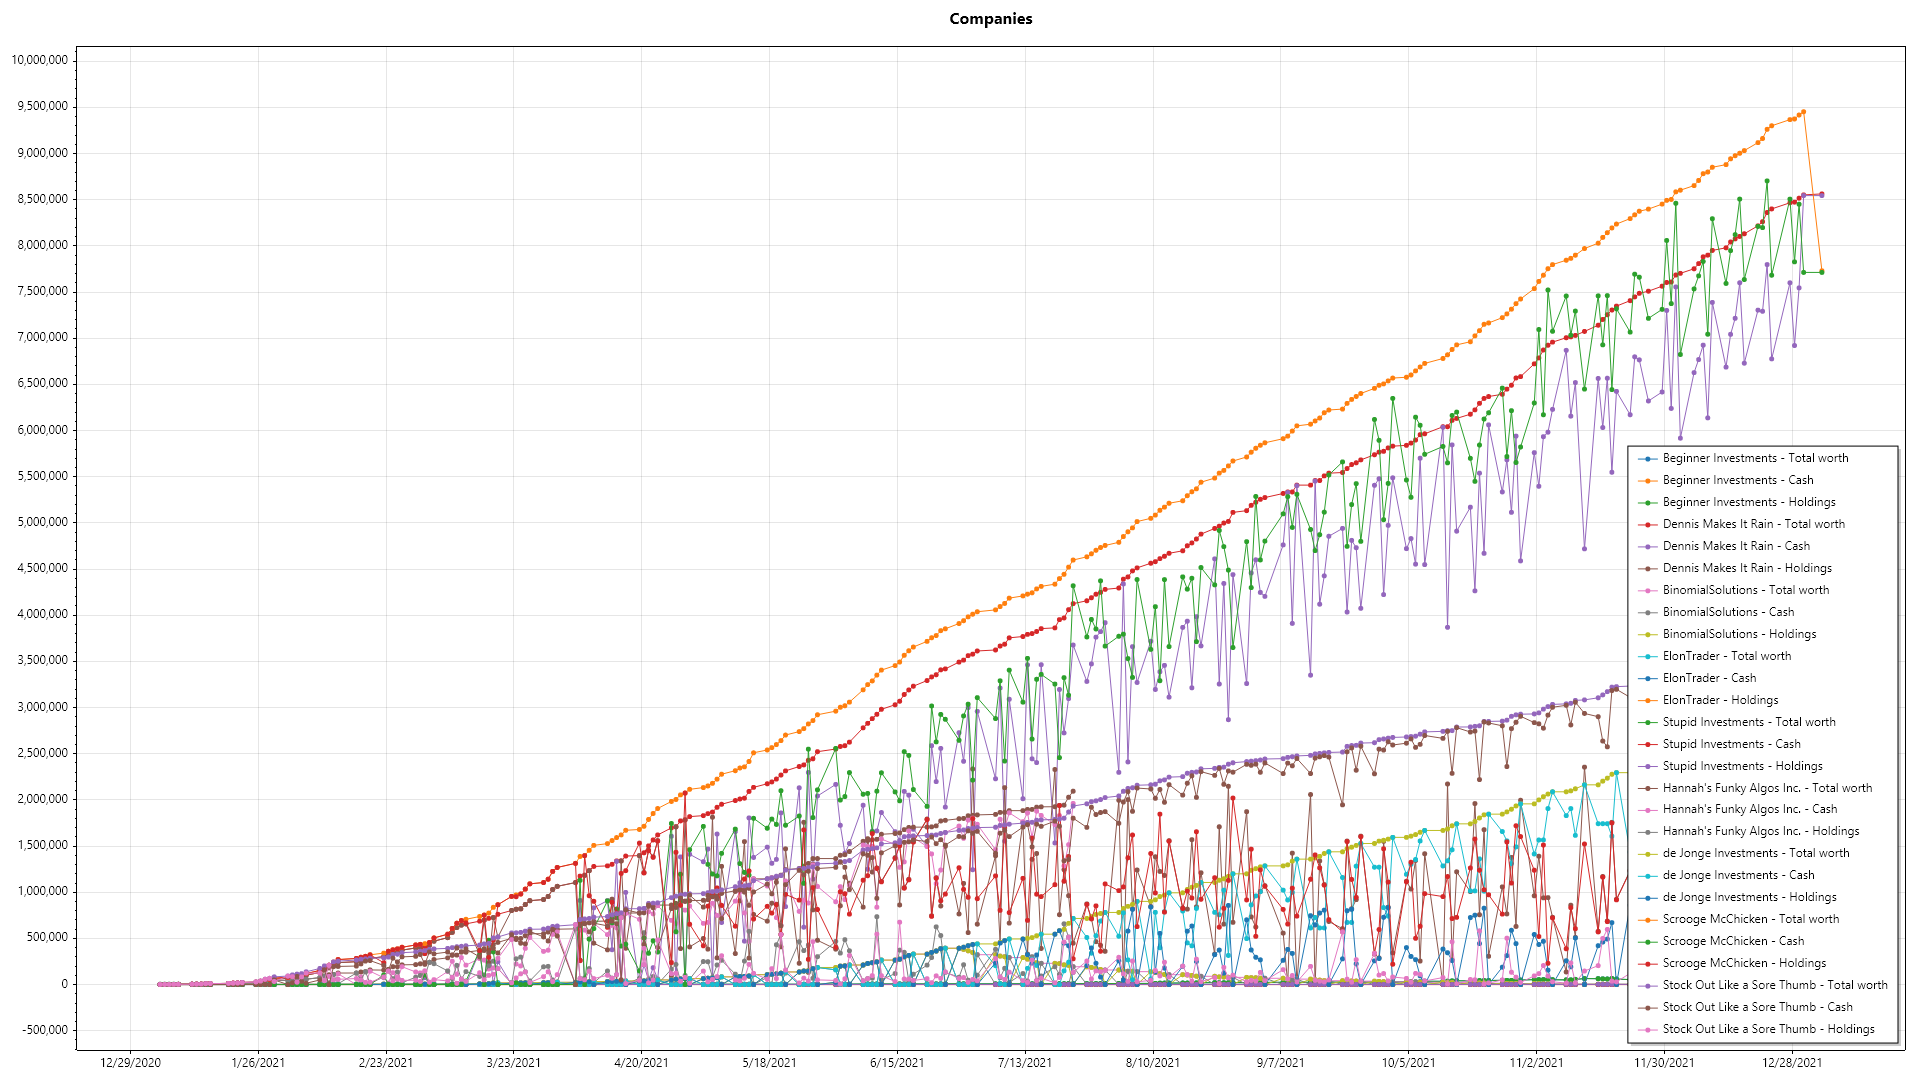 Companies
10,000,000
9,500,000
9,000,000
8,500,000
8,000,000
7,500,000
7,000,000
6,500,000
6,000,000
5,500,000
5,000,000
4,500,000
4,000,000
3,500,000
3,000,000
2,500,000
2,000,000
1,500,000
1,000,000
500,000
0
-500,000
Beginner Investments - Total worth
Beginner Investments - Cash
Beginner Investments - Holdings
Dennis Makes It Rain - Total worth
Dennis Makes It Rain - Cash
Dennis Makes It Rain - Holdings
BinomialSolutions - Total worth
BinomialSolutions - Cash
BinomialSolutions - Holdings
ElonTrader - Total worth
ElonTrader - Cash
ElonTrader - Holdings
Stupid Investments - Total worth
Stupid Investments - Cash
Stupid Investments - Holdings
Hannah's Funky Algos Inc. - Total worth
Hannah's Funky Algos Inc. - Cash
Hannah's Funky Algos Inc. - Holdings
de Jonge Investments - Total worth
de Jonge Investments - Cash
de Jonge Investments - Holdings
Scrooge McChicken - Total worth
Scrooge McChicken - Cash
Scrooge McChicken - Holdings
Stock Out Like a Sore Thumb - Total worth
Stock Out Like a Sore Thumb - Cash
Stock Out Like a Sore Thumb - Holdings
12/29/2020 1/26/2021 2/23/2021 3/23/2021 4/20/2021 5/18/2021 6/15/2021 7/13/2021 8/10/2021 9/7/2021 10/5/2021 11/2/2021 11/30/2021 12/28/2021